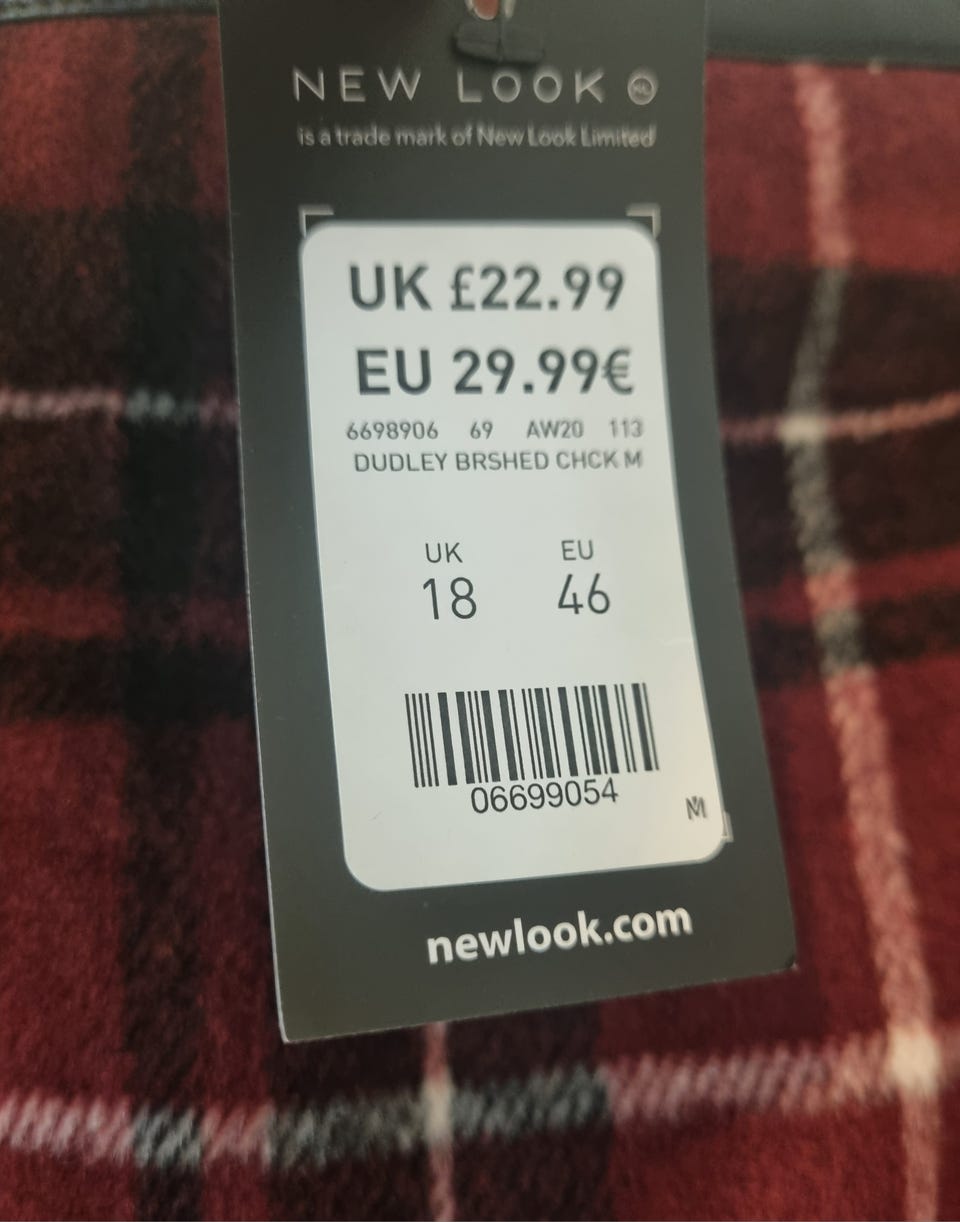 NEW LOOK NL
is a trade mark of New Look Limited
UK £22.99
EU 29.99€
6698906 69 AW20 113
DUDLEY BRSHED CHCK M
UK EU
18 46
06699054
M
newlook.com